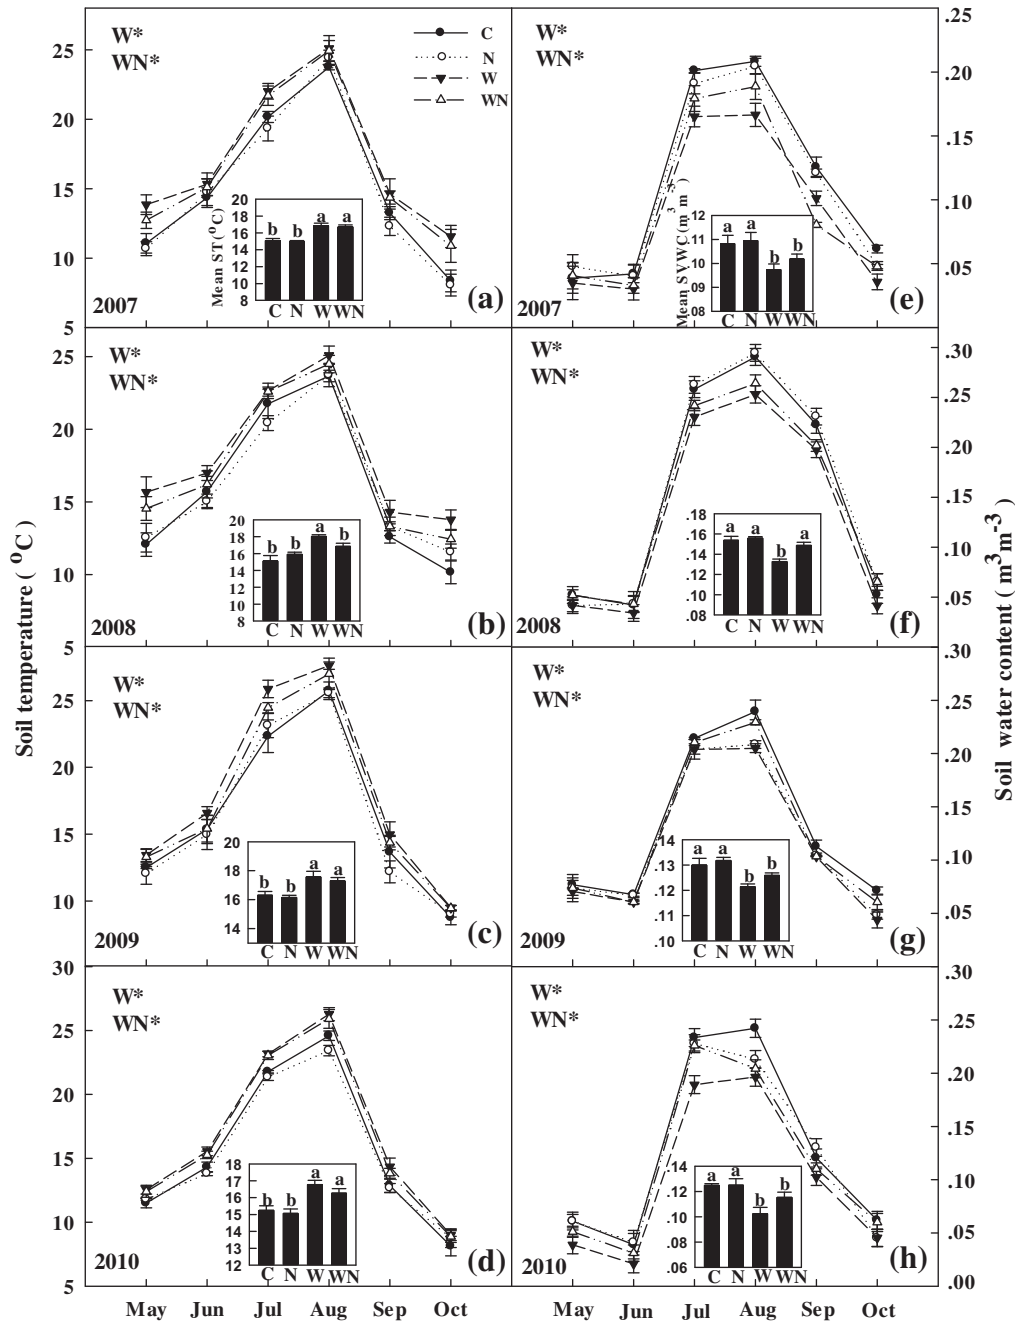 W*
WN*
C
N
W
WN
25
20
15
10
5
Mean ST (°C)
20
18
16
14
12
10
8
b b a a
C N W WN
2007
(a)
W*
WN*
.25
.20
.15
.10
.05
Mean SVWC (m³m⁻³)
.12
.11
.10
.09
.08
a a b b
C N W WN
2007
(e)
W*
WN*
25
20
15
10
5
20
18
16
14
12
10
8
b b a b
C N W WN
2008
(b)
W*
WN*
.30
.25
.20
.15
.10
.05
.18
.16
.14
.12
.10
.08
a a b a
C N W WN
2008
(f)
Soil temperature ( °C)
Soil water content ( m³m⁻³)
W*
WN*
25
20
15
10
30
20
18
16
14
b b a a
C N W WN
2009
(c)
W*
WN*
.30
.25
.20
.15
.10
.05
.14
.13
.12
.11
.10
a a b b
C N W WN
2009
(g)
W*
WN*
25
20
15
10
5
18
17
16
15
14
13
12
b b a a
C N W WN
2010
(d)
W*
WN*
.30
.25
.20
.15
.10
.05
.00
.14
.12
.10
.08
.06
a a b b
C N W WN
2010
(h)
May Jun Jul Aug Sep Oct
May Jun Jul Aug Sep Oct